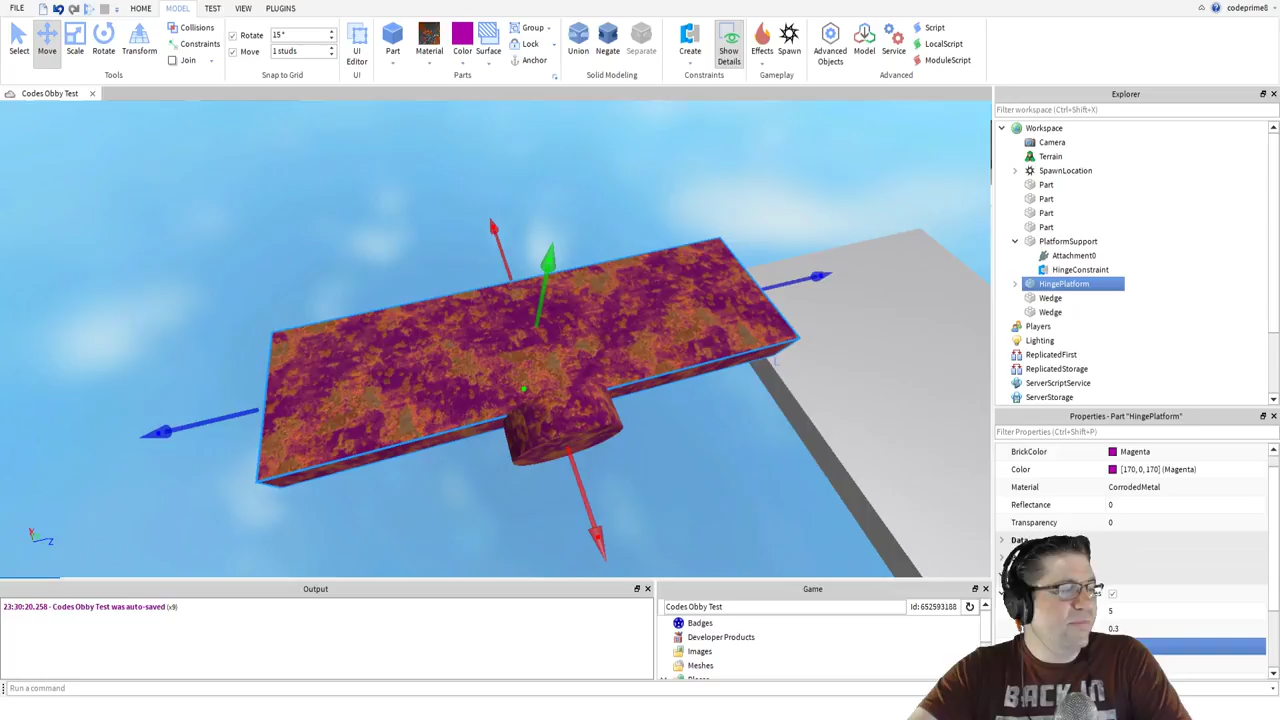 FILE HOME MODEL TEST VIEW PLUGINS codeprime8
Select Move Scale Rotate Transform
Collisions
Constraints
Join
Tools
Rotate 15°
Move 1 studs
Snap to Grid
UI Editor
UI
Part Material Color Surface
Group
Lock
Anchor
Parts
Union Negate Separate
Solid Modeling
Create Show Details
Constraints
Effects Spawn
Gameplay
Advanced Objects Model Service
Script
LocalScript
ModuleScript
Advanced
Codes Obby Test
Explorer
Filter workspace (Ctrl+Shift+X)
Workspace
Camera
Terrain
SpawnLocation
Part
Part
Part
Part
PlatformSupport
Attachment0
HingeConstraint
HingePlatform
Wedge
Wedge
Players
Lighting
ReplicatedFirst
ReplicatedStorage
ServerScriptService
ServerStorage
Properties - Part "HingePlatform"
Filter Properties (Ctrl+Shift+P)
BrickColor Magenta
Color [170, 0, 170] (Magenta)
Material CorrodedMetal
Reflectance 0
Transparency 0
Data
5
0.3
Output
23:30:20.258 - Codes Obby Test was auto-saved (x9)
Game
Codes Obby Test Id: 652593188
Badges
Developer Products
Images
Meshes
Run a command
BACK IN